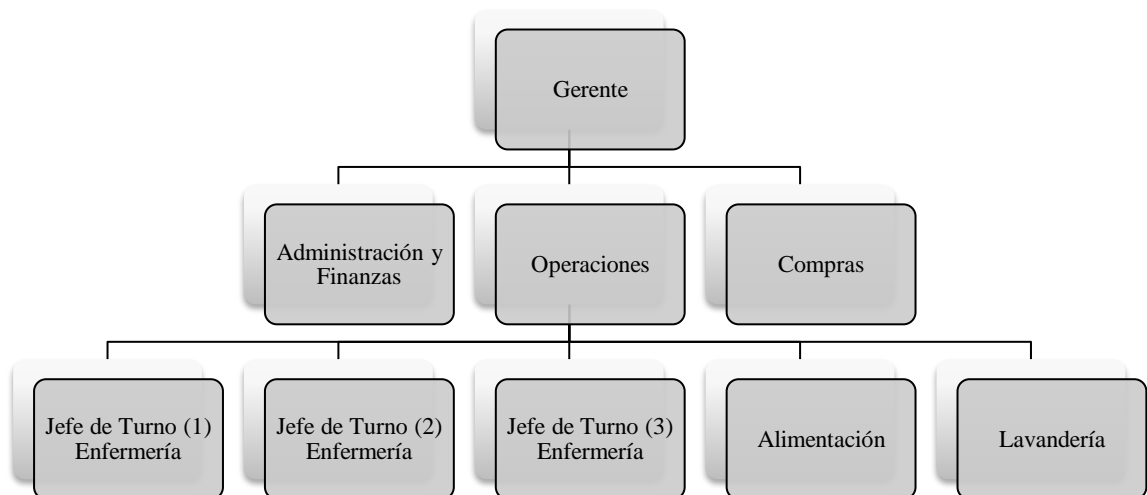 Gerente
Administración y
Finanzas
Operaciones
Compras
Jefe de Turno (1)
Enfermería
Jefe de Turno (2)
Enfermería
Jefe de Turno (3)
Enfermería
Alimentación
Lavandería